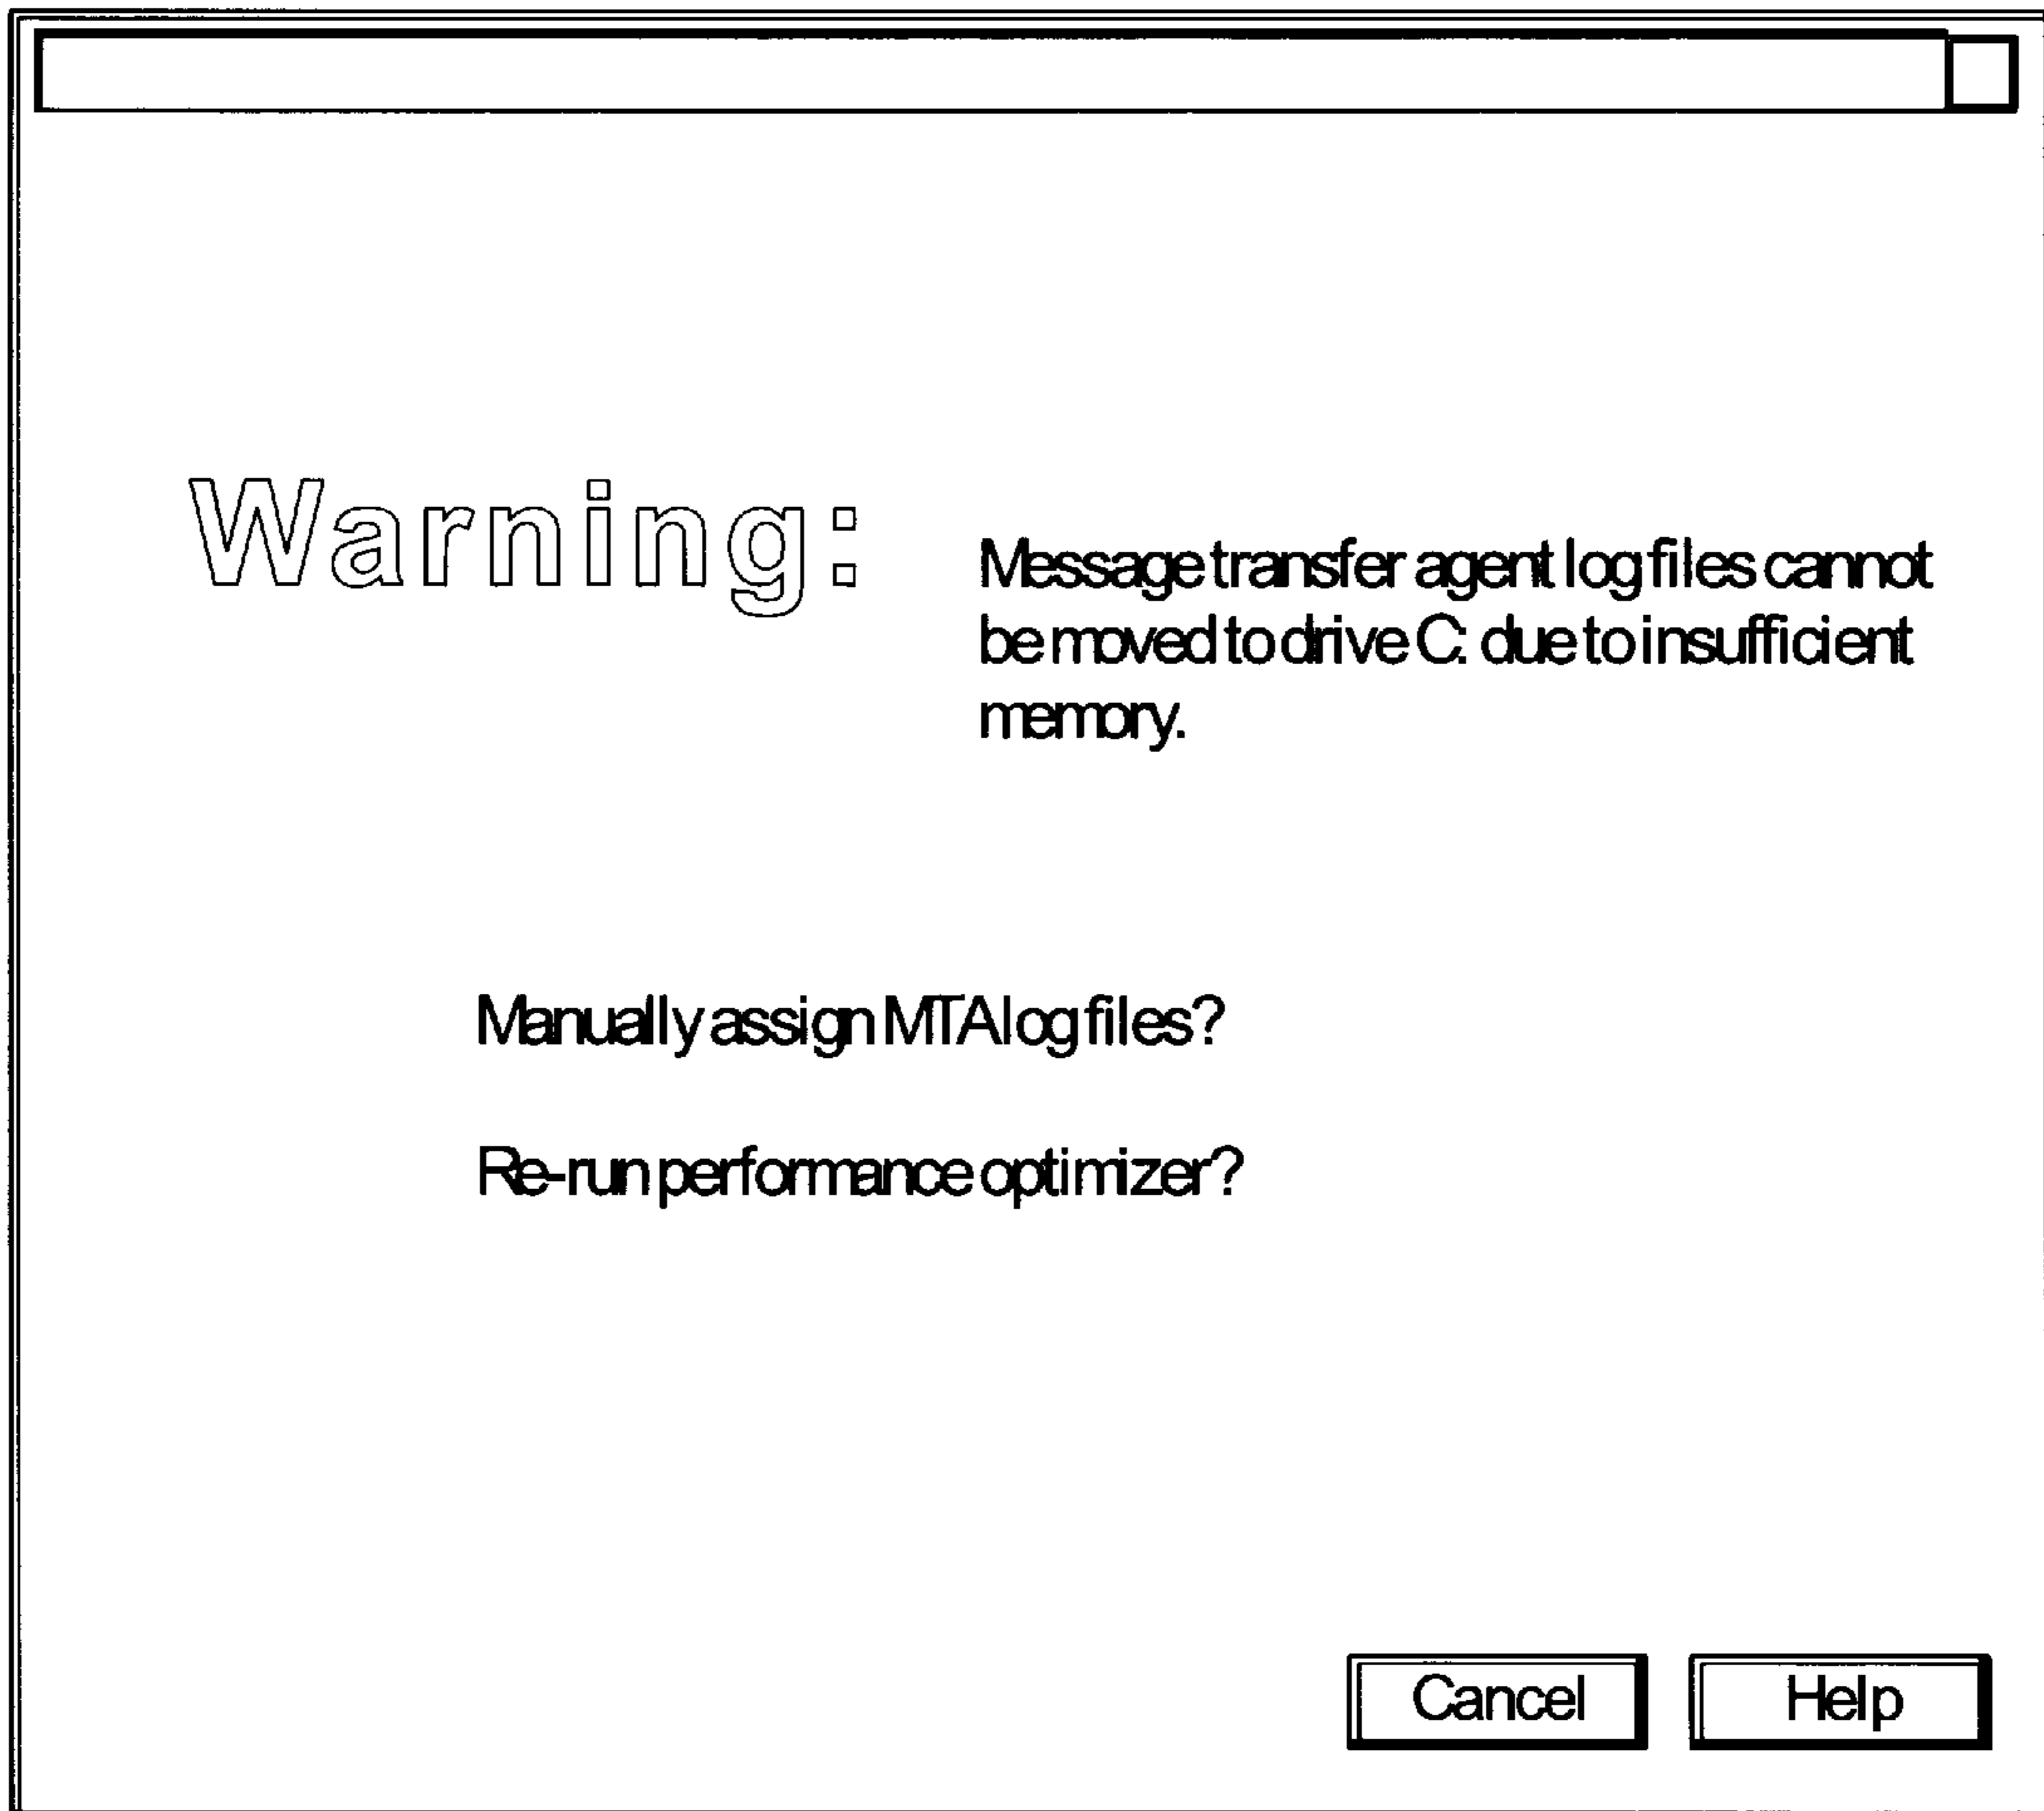 Warning:
Message transfer agent log files cannot
be moved to drive C: due to insufficient
memory.
Manually assign MTA log files?
Re-run performance optimizer?
Cancel
Help